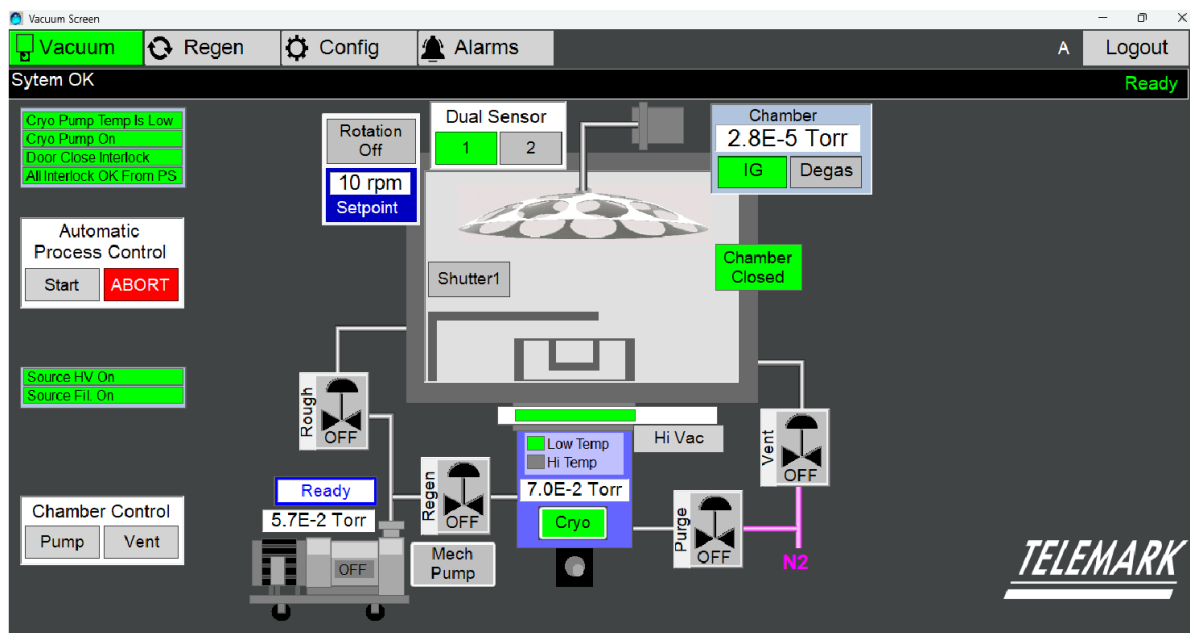 Vacuum Screen
Vacuum
Regen
Config
Alarms
A
Logout
Sytem OK
Ready
Cryo Pump Temp Is Low
Cryo Pump On
Door Close Interlock
All Interlock OK From PS
Rotation
Off
10 rpm
Setpoint
Dual Sensor
1
2
Chamber
2.8E-5 Torr
IG
Degas
Automatic
Process Control
Start
ABORT
Shutter1
Chamber
Closed
Source HV On
Source Fil. On
Rough
OFF
Low Temp
Hi Temp
Hi Vac
Vent
OFF
Ready
5.7E-2 Torr
Regen
OFF
7.0E-2 Torr
Cryo
Purge
OFF
N2
Chamber Control
Pump
Vent
OFF
Mech
Pump
TELEMARK